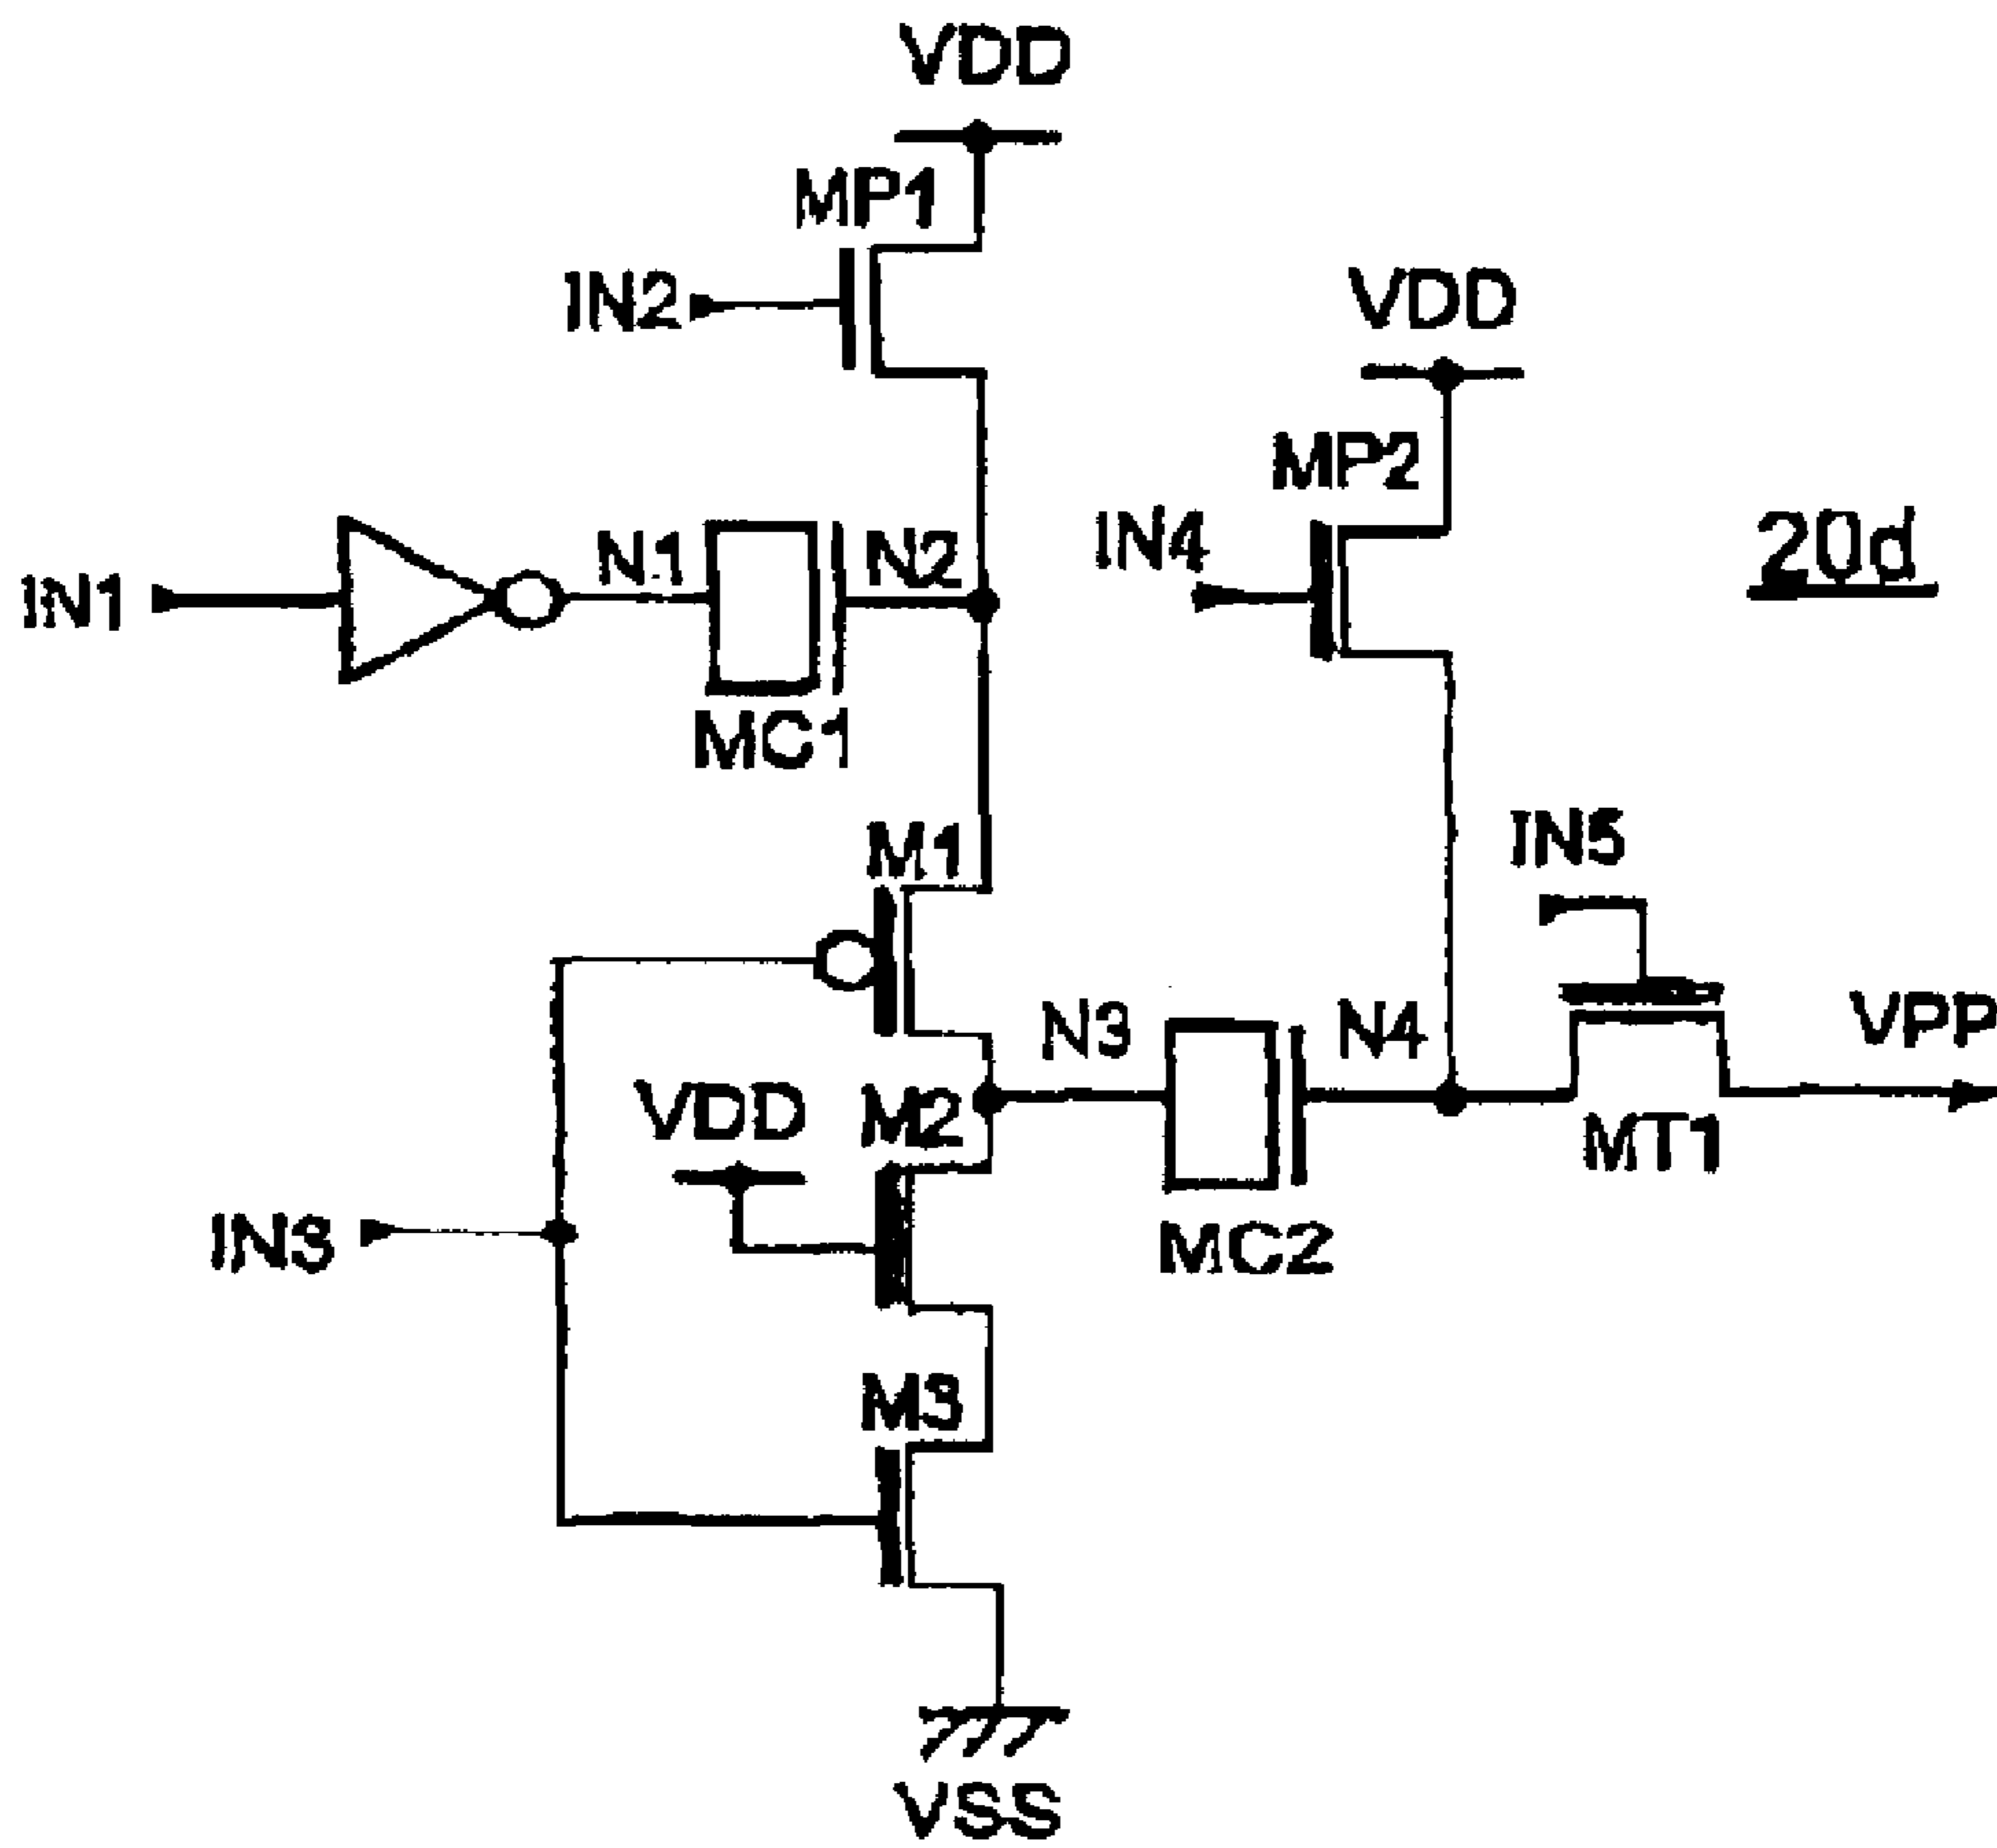 VDD
MP1
IN2
VDD
MP2
IN4
20d
IN1
N1
N2
MC1
M1
IN5
N3
N4
VPP
VDD
M2
MT1
IN3
MC2
M3
VSS